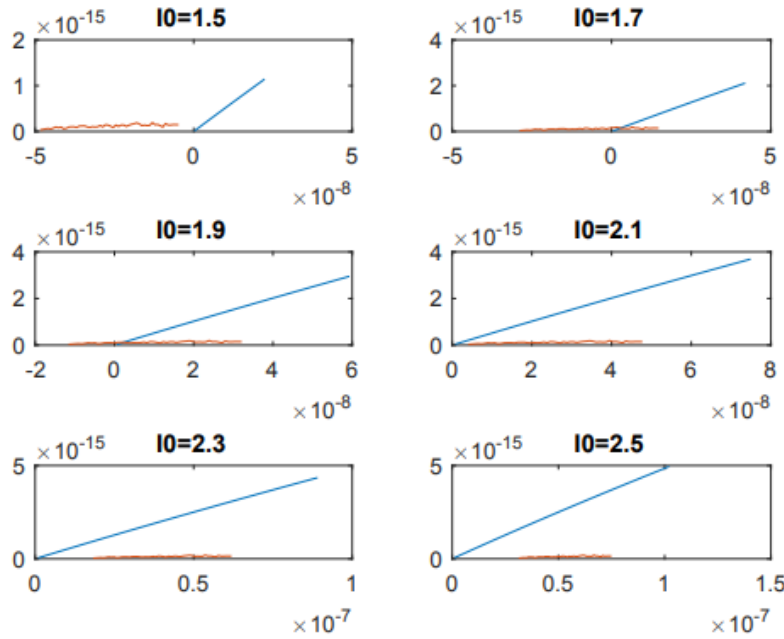 ×10^-15 I0=1.5
2
1
0
-5 0 5
×10^-8
×10^-15 I0=1.7
4
2
0
-5 0 5
×10^-8
×10^-15 I0=1.9
4
2
0
-2 0 2 4 6
×10^-8
×10^-15 I0=2.1
4
2
0
0 2 4 6 8
×10^-8
×10^-15 I0=2.3
5
0
0 0.5 1
×10^-7
×10^-15 I0=2.5
5
0
0 0.5 1 1.5
×10^-7